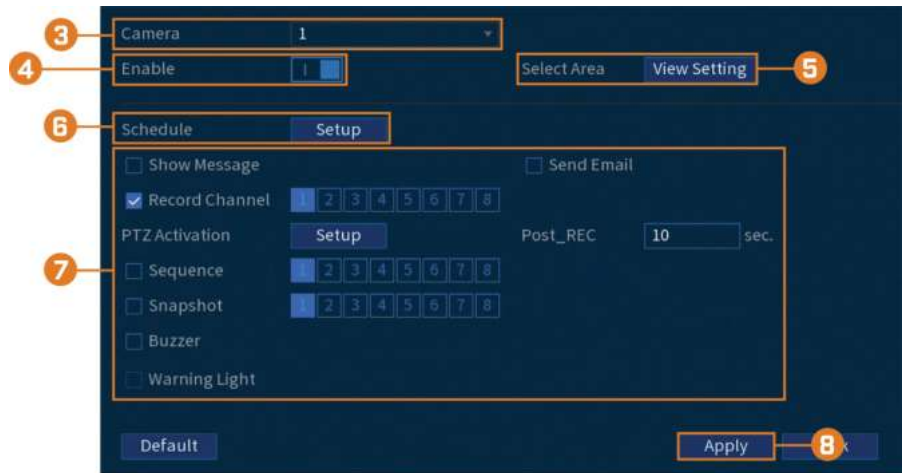 3 Camera 1
4 Enable I Select Area View Setting 5
6 Schedule Setup
Show Message Send Email
Record Channel 1 2 3 4 5 6 7 8
PTZ Activation Setup Post_REC 10 sec.
7 Sequence 1 2 3 4 5 6 7 8
Snapshot 1 2 3 4 5 6 7 8
Buzzer
Warning Light
Default Apply 8